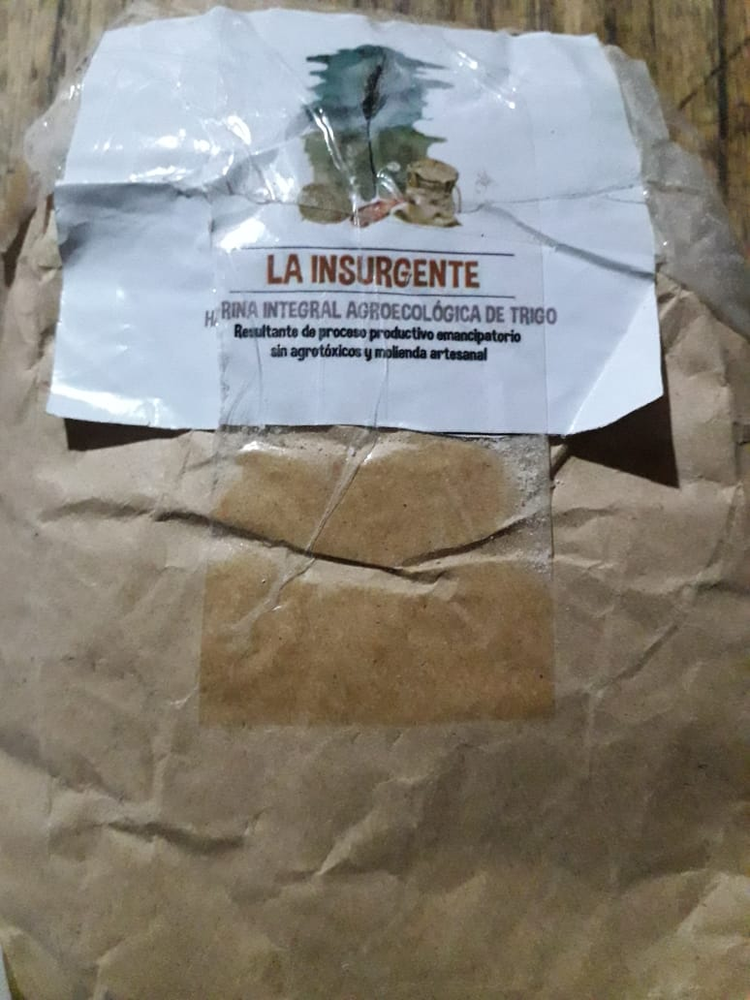 LA INSURGENTE
HARINA INTEGRAL AGROECOLÓGICA DE TRIGO
Resultante de proceso productivo emancipatorio
sin agrotóxicos y molienda artesanal